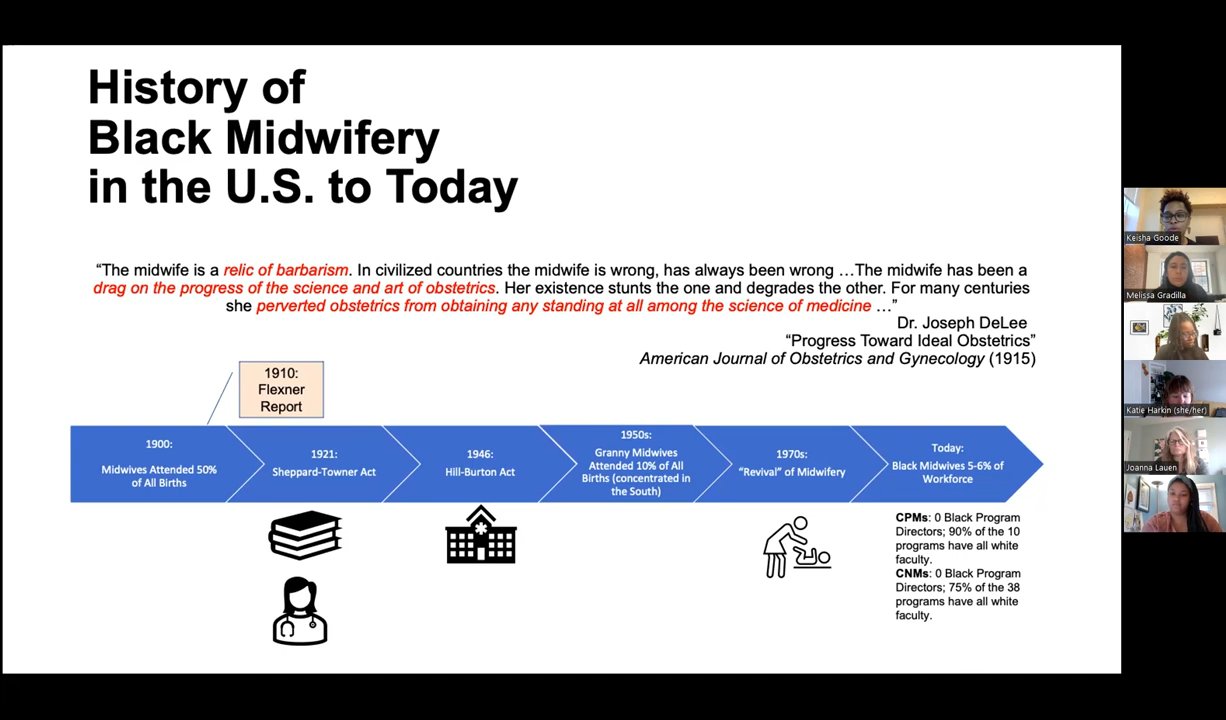 History of
Black Midwifery
in the U.S. to Today
“The midwife is a relic of barbarism. In civilized countries the midwife is wrong, has always been wrong …The midwife has been a
drag on the progress of the science and art of obstetrics. Her existence stunts the one and degrades the other. For many centuries
she perverted obstetrics from obtaining any standing at all among the science of medicine …”
Dr. Joseph DeLee
“Progress Toward Ideal Obstetrics”
American Journal of Obstetrics and Gynecology (1915)
1910:
Flexner
Report
1900:
Midwives Attended 50%
of All Births
1921:
Sheppard-Towner Act
1946:
Hill-Burton Act
1950s:
Granny Midwives
Attended 10% of All
Births (concentrated in
the South)
1970s:
“Revival” of Midwifery
Today:
Black Midwives 5-6% of
Workforce
CPMs: 0 Black Program
Directors; 90% of the 10
programs have all white
faculty.
CNMs: 0 Black Program
Directors; 75% of the 38
programs have all white
faculty.
Keisha Goode
Melissa Gradilla
Katie Harkin (she/her)
Joanna Lauen